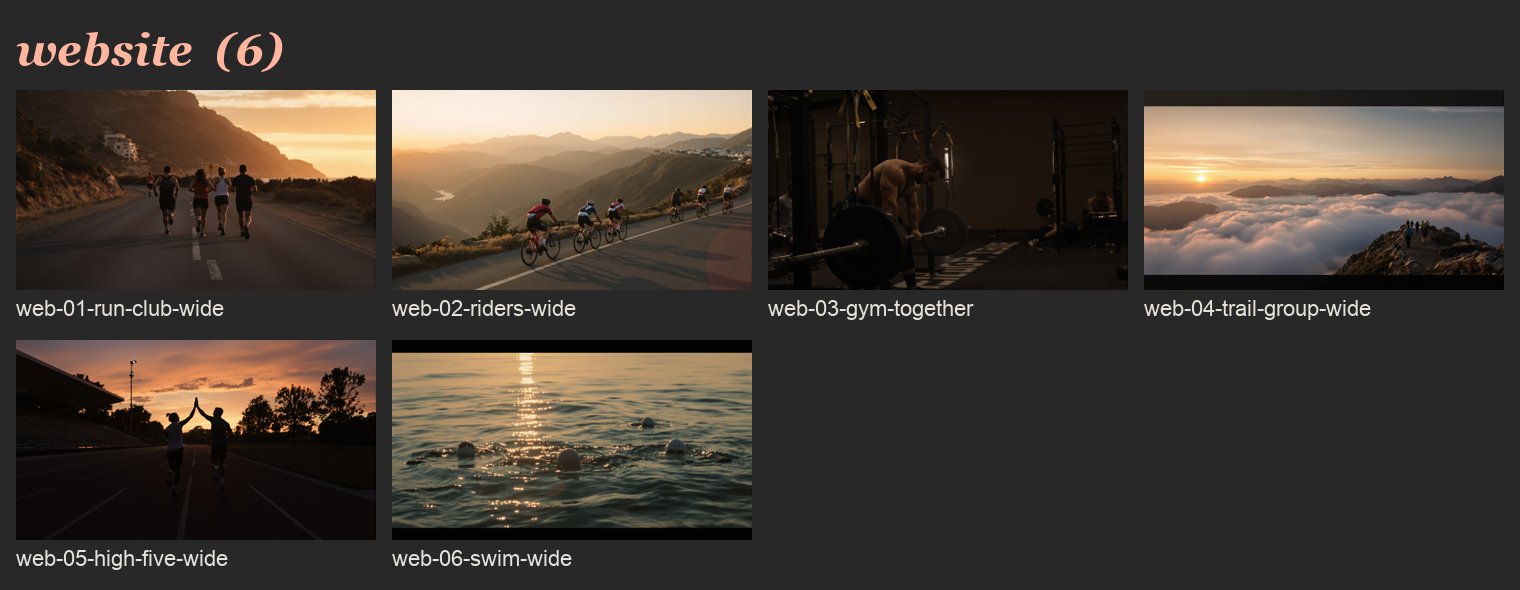 website (6)
web-01-run-club-wide
web-02-riders-wide
web-03-gym-together
web-04-trail-group-wide
web-05-high-five-wide
web-06-swim-wide